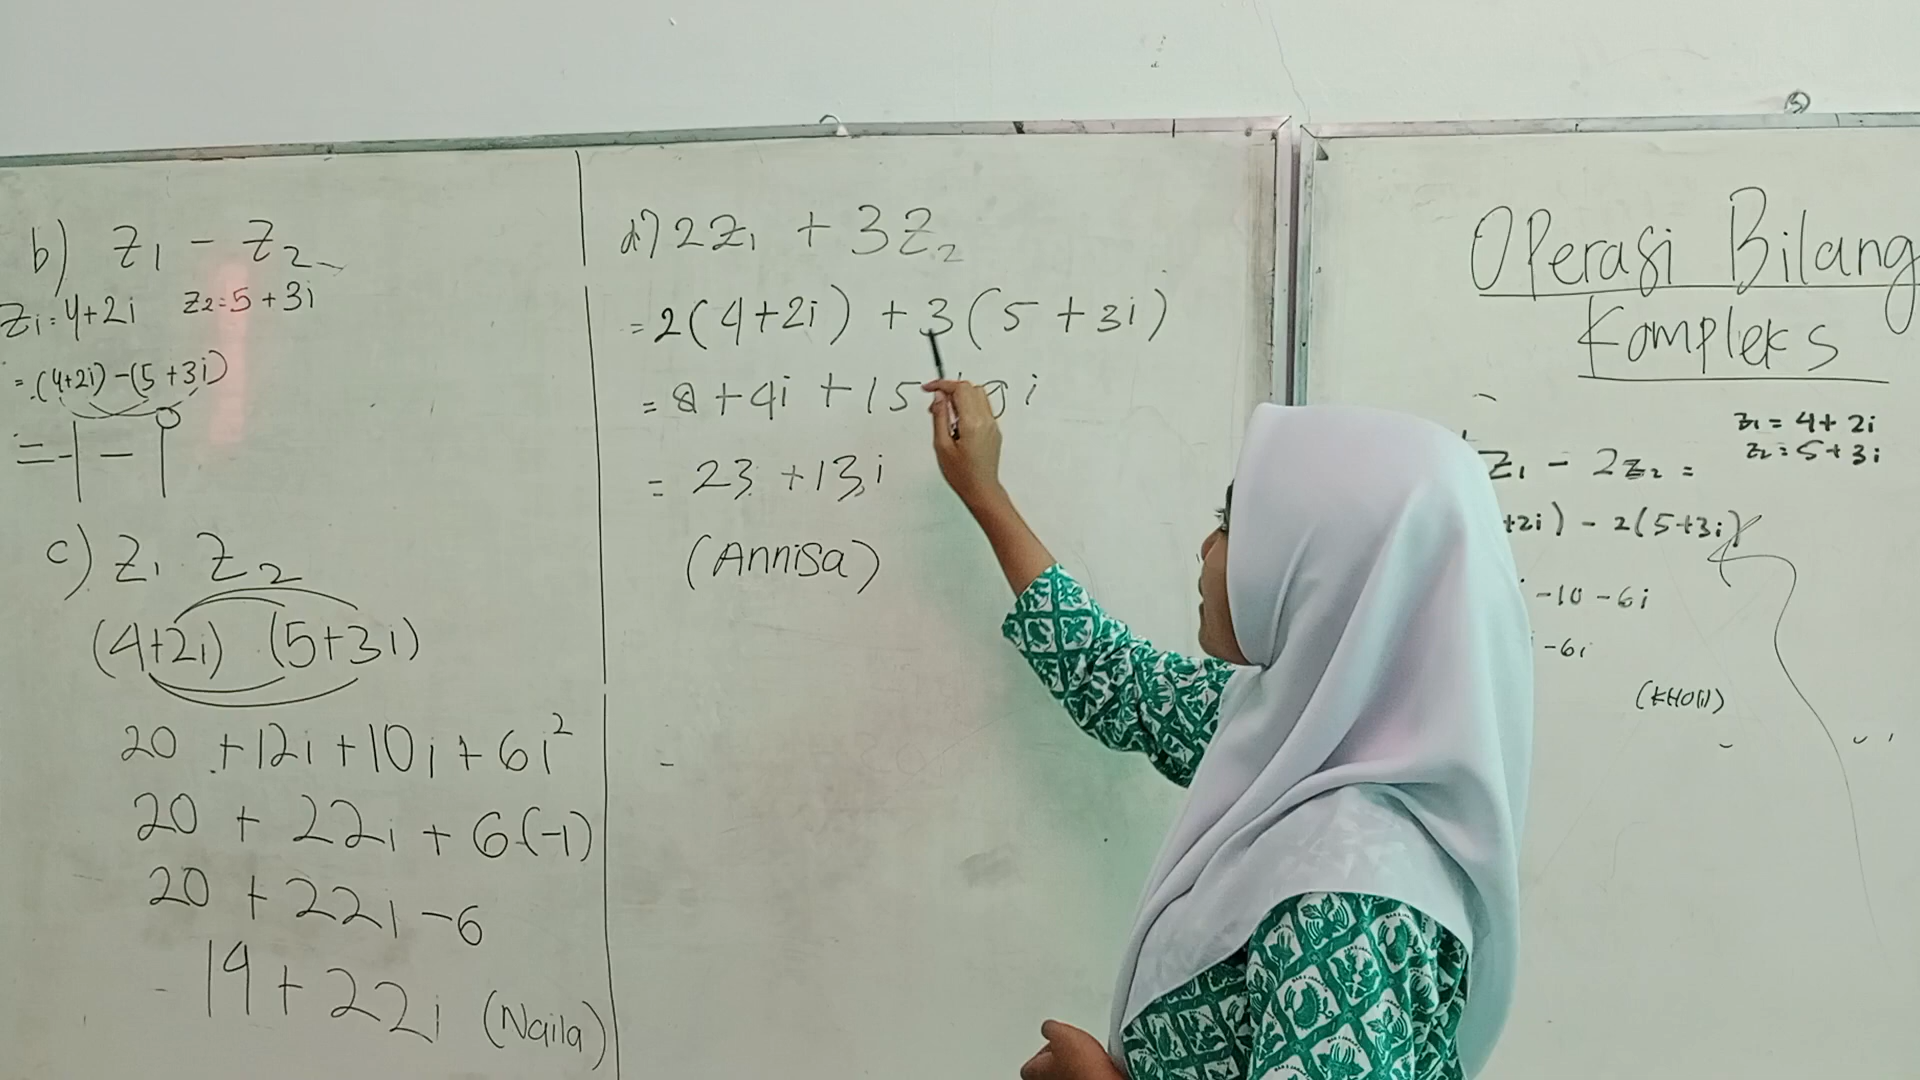 b) z₁ - z₂
z₁ = 4+2i z₂ = 5+3i
= (4+2i) - (5+3i)
= -1 - i
c) z₁ z₂
(4+2i) (5+3i)
20 + 12i + 10i + 6i²
20 + 22i + 6(-1)
20 + 22i - 6
14 + 22i (Naila)
d) 2z₁ + 3z₂
= 2(4+2i) + 3(5+3i)
= 8 + 4i + 15 + 9i
= 23 + 13i
(Annisa)
Operasi Bilang
Kompleks
z₁ = 4+2i
z₂ = 5+3i
z₁ - 2z₂ =
+2i) - 2(5+3i)
-10 - 6i
-6i